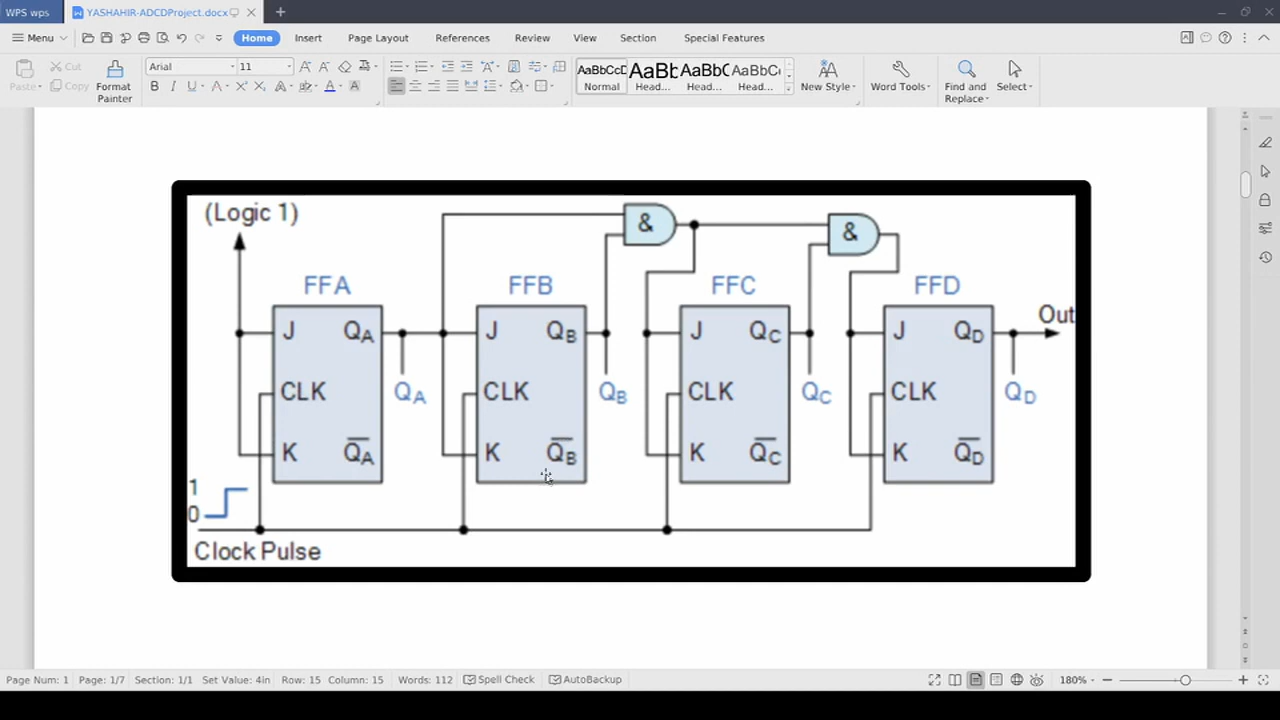 WPS wps YASHAHIR-ADCDProject.docx
Menu Home Insert Page Layout References Review View Section Special Features
Paste Cut Copy Format Painter Arial 11 AaBbCcD AaBb AaBbC AaBbC New Style Word Tools Find and Replace Select
Normal Head... Head... Head...
(Logic 1)
& &
FFA FFB FFC FFD
Out
J QA J QB J QC J QD
CLK QA CLK QB CLK QC CLK QD
K Q̅A K Q̅B K Q̅C K Q̅D
1
0
Clock Pulse
Page Num: 1 Page: 1/7 Section: 1/1 Set Value: 4in Row: 15 Column: 15 Words: 112 Spell Check AutoBackup 180%